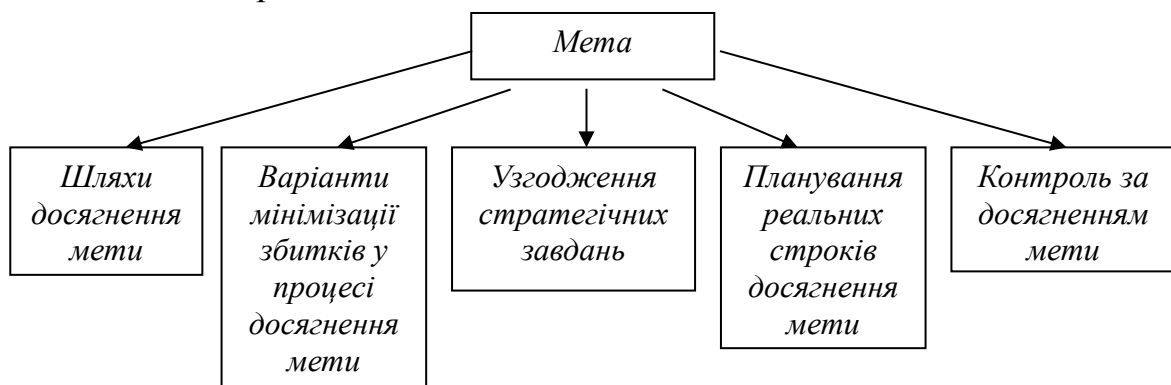 Мета
Шляхи
досягнення
мети
Варіанти
мінімізації
збитків у
процесі
досягнення
мети
Узгодження
стратегічних
завдань
Планування
реальних
строків
досягнення
мети
Контроль за
досягненням
мети